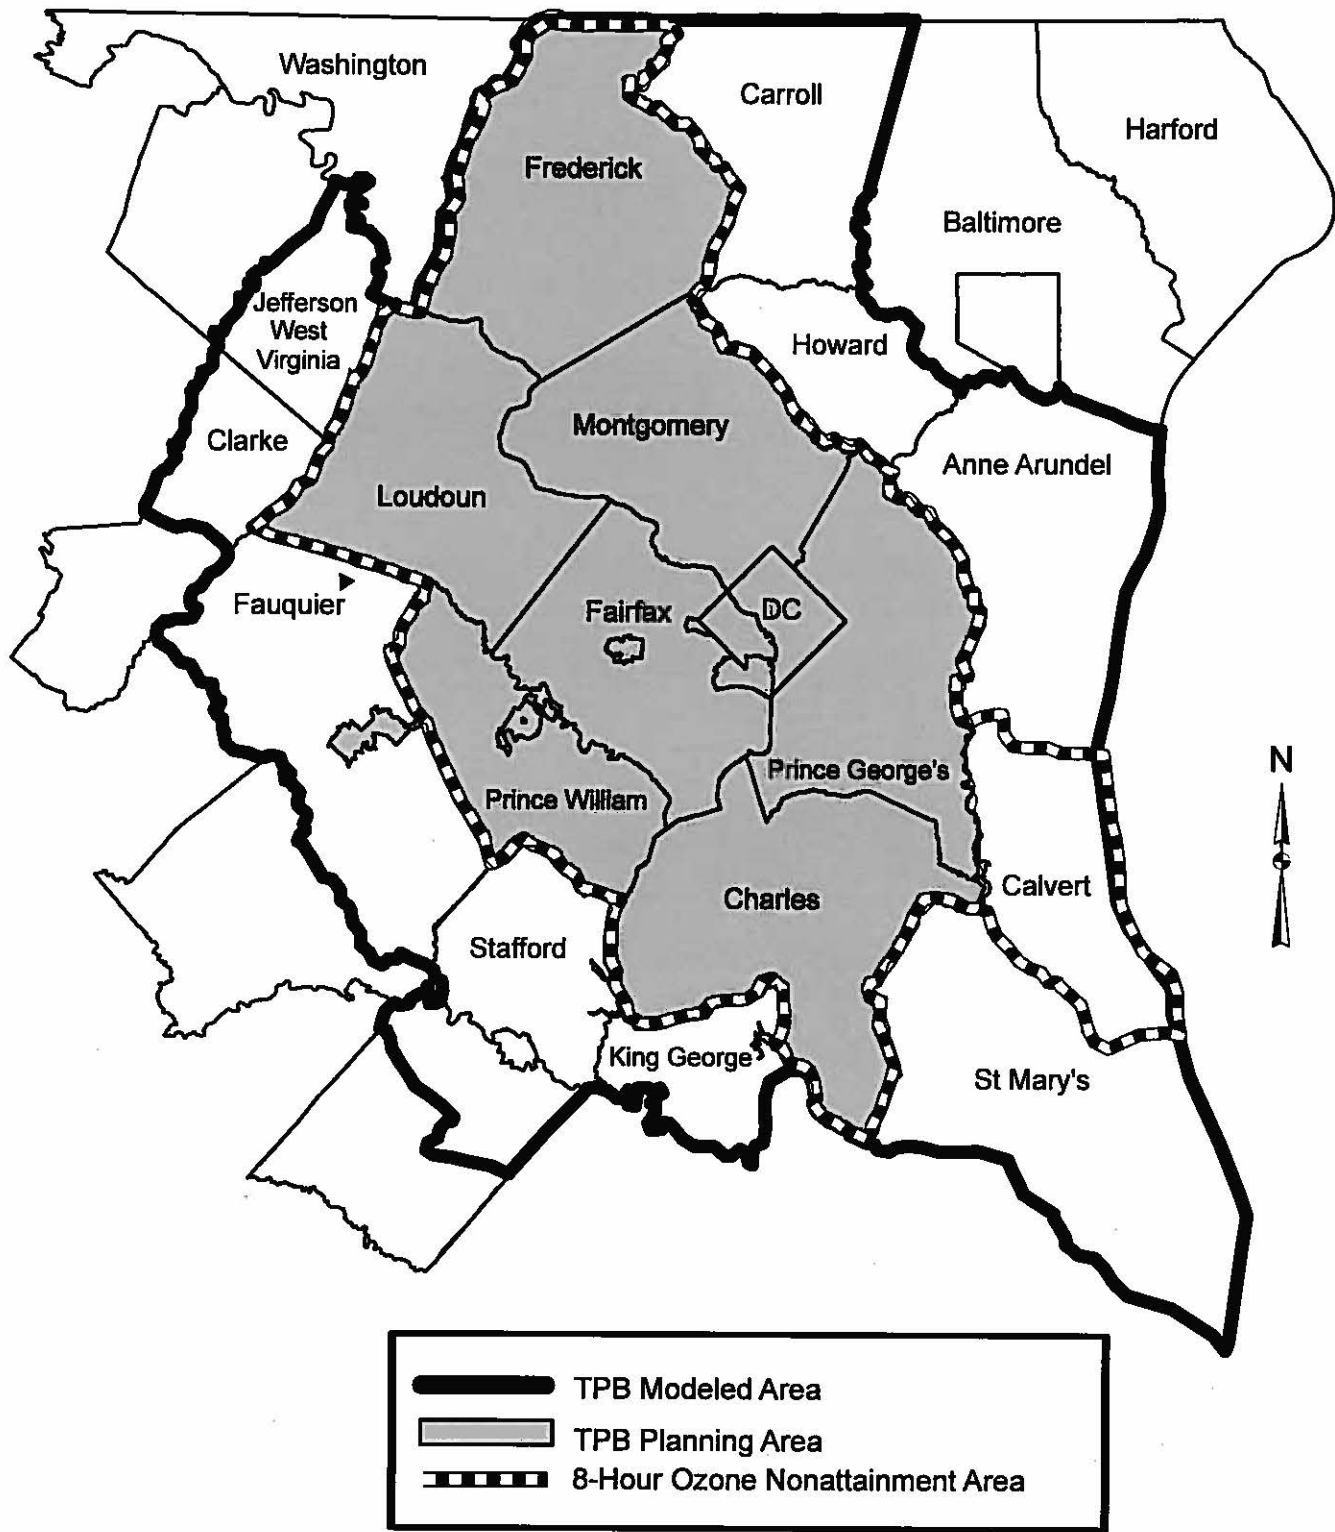 Washington
Carroll
Harford
Frederick
Baltimore
Jefferson
West
Virginia
Howard
Clarke
Montgomery
Anne Arundel
Loudoun
Fauquier
Fairfax
DC
Prince George's
N
Prince William
Calvert
Charles
Stafford
King George
St Mary's
TPB Modeled Area
TPB Planning Area
8-Hour Ozone Nonattainment Area